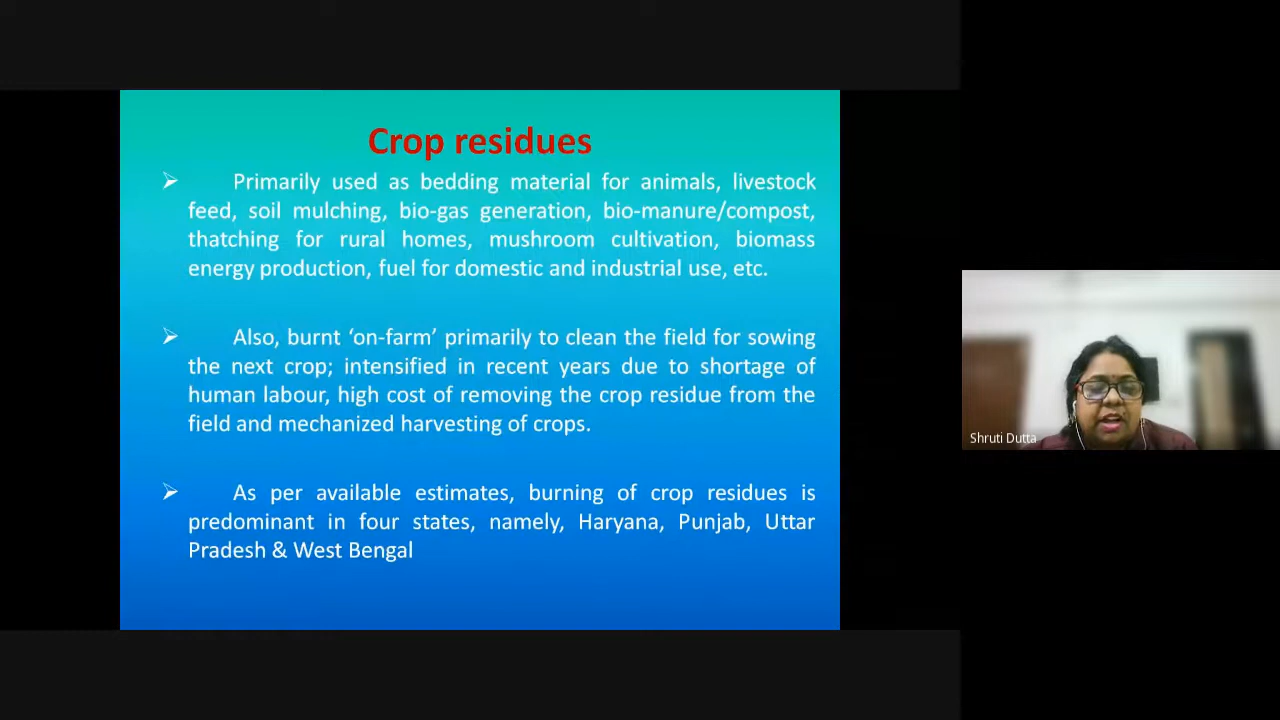 Crop residues
Primarily used as bedding material for animals, livestock
feed, soil mulching, bio-gas generation, bio-manure/compost,
thatching for rural homes, mushroom cultivation, biomass
energy production, fuel for domestic and industrial use, etc.
Also, burnt ‘on-farm’ primarily to clean the field for sowing
the next crop; intensified in recent years due to shortage of
human labour, high cost of removing the crop residue from the
field and mechanized harvesting of crops.
As per available estimates, burning of crop residues is
predominant in four states, namely, Haryana, Punjab, Uttar
Pradesh & West Bengal
Shruti Dutta